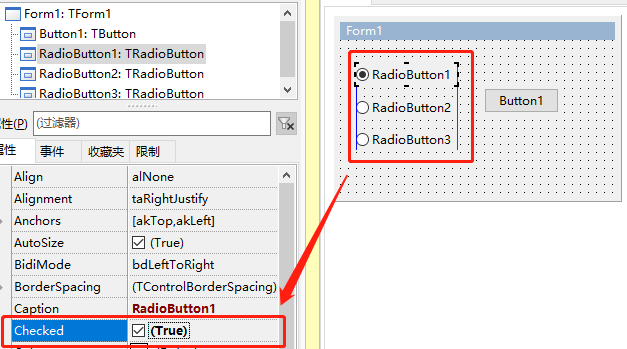 Form1: TForm1
Button1: TButton
RadioButton1: TRadioButton
RadioButton2: TRadioButton
RadioButton3: TRadioButton
属性(P) (过滤器)
属性 事件 收藏夹 限制
Align alNone
Alignment taRightJustify
Anchors [akTop,akLeft]
AutoSize (True)
BidiMode bdLeftToRight
BorderSpacing (TControlBorderSpacing)
Caption RadioButton1
Checked (True)
Form1
RadioButton1
RadioButton2
Button1
RadioButton3